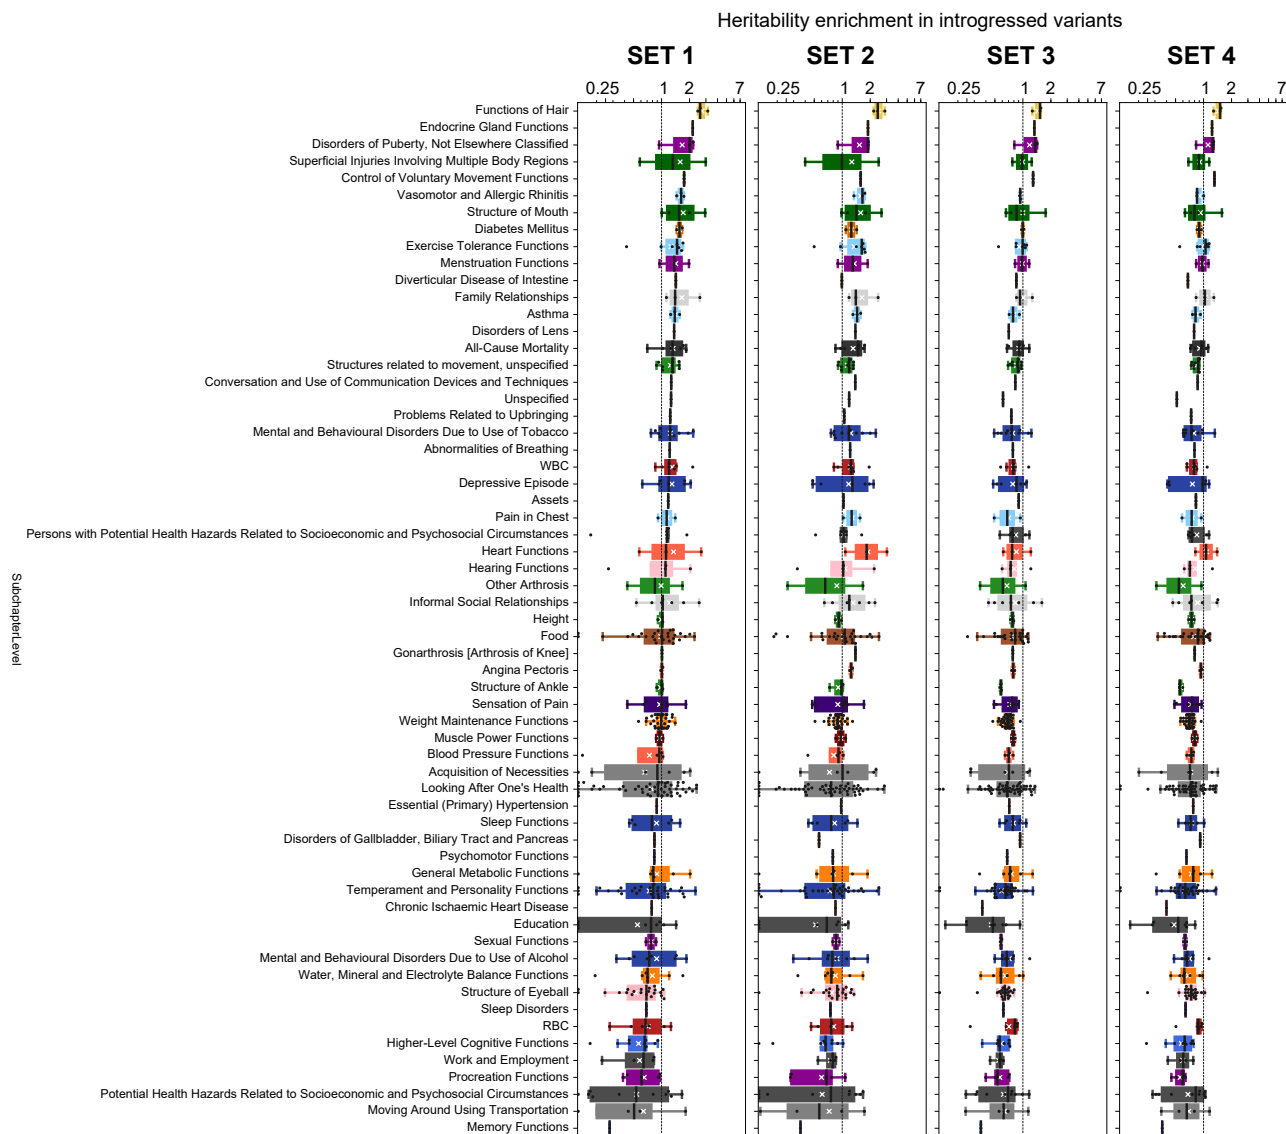 Heritability enrichment in introgressed variants
SET 1 SET 2 SET 3 SET 4
0.25 1 2 7 0.25 1 2 7 0.25 1 2 7 0.25 1 2 7
Functions of Hair
Endocrine Gland Functions
Disorders of Puberty, Not Elsewhere Classified
Superficial Injuries Involving Multiple Body Regions
Control of Voluntary Movement Functions
Vasomotor and Allergic Rhinitis
Structure of Mouth
Diabetes Mellitus
Exercise Tolerance Functions
Menstruation Functions
Diverticular Disease of Intestine
Family Relationships
Asthma
Disorders of Lens
All-Cause Mortality
Structures related to movement, unspecified
Conversation and Use of Communication Devices and Techniques
Unspecified
Problems Related to Upbringing
Mental and Behavioural Disorders Due to Use of Tobacco
Abnormalities of Breathing
WBC
Depressive Episode
Assets
Pain in Chest
Persons with Potential Health Hazards Related to Socioeconomic and Psychosocial Circumstances
Heart Functions
Hearing Functions
Other Arthrosis
Informal Social Relationships
Height
Food
Gonarthrosis [Arthrosis of Knee]
Angina Pectoris
Structure of Ankle
Sensation of Pain
Weight Maintenance Functions
Muscle Power Functions
Blood Pressure Functions
Acquisition of Necessities
Looking After One's Health
Essential (Primary) Hypertension
Sleep Functions
Disorders of Gallbladder, Biliary Tract and Pancreas
Psychomotor Functions
General Metabolic Functions
Temperament and Personality Functions
Chronic Ischaemic Heart Disease
Education
Sexual Functions
Mental and Behavioural Disorders Due to Use of Alcohol
Water, Mineral and Electrolyte Balance Functions
Structure of Eyeball
Sleep Disorders
RBC
Higher-Level Cognitive Functions
Work and Employment
Procreation Functions
Potential Health Hazards Related to Socioeconomic and Psychosocial Circumstances
Moving Around Using Transportation
Memory Functions
SubchapterLevel